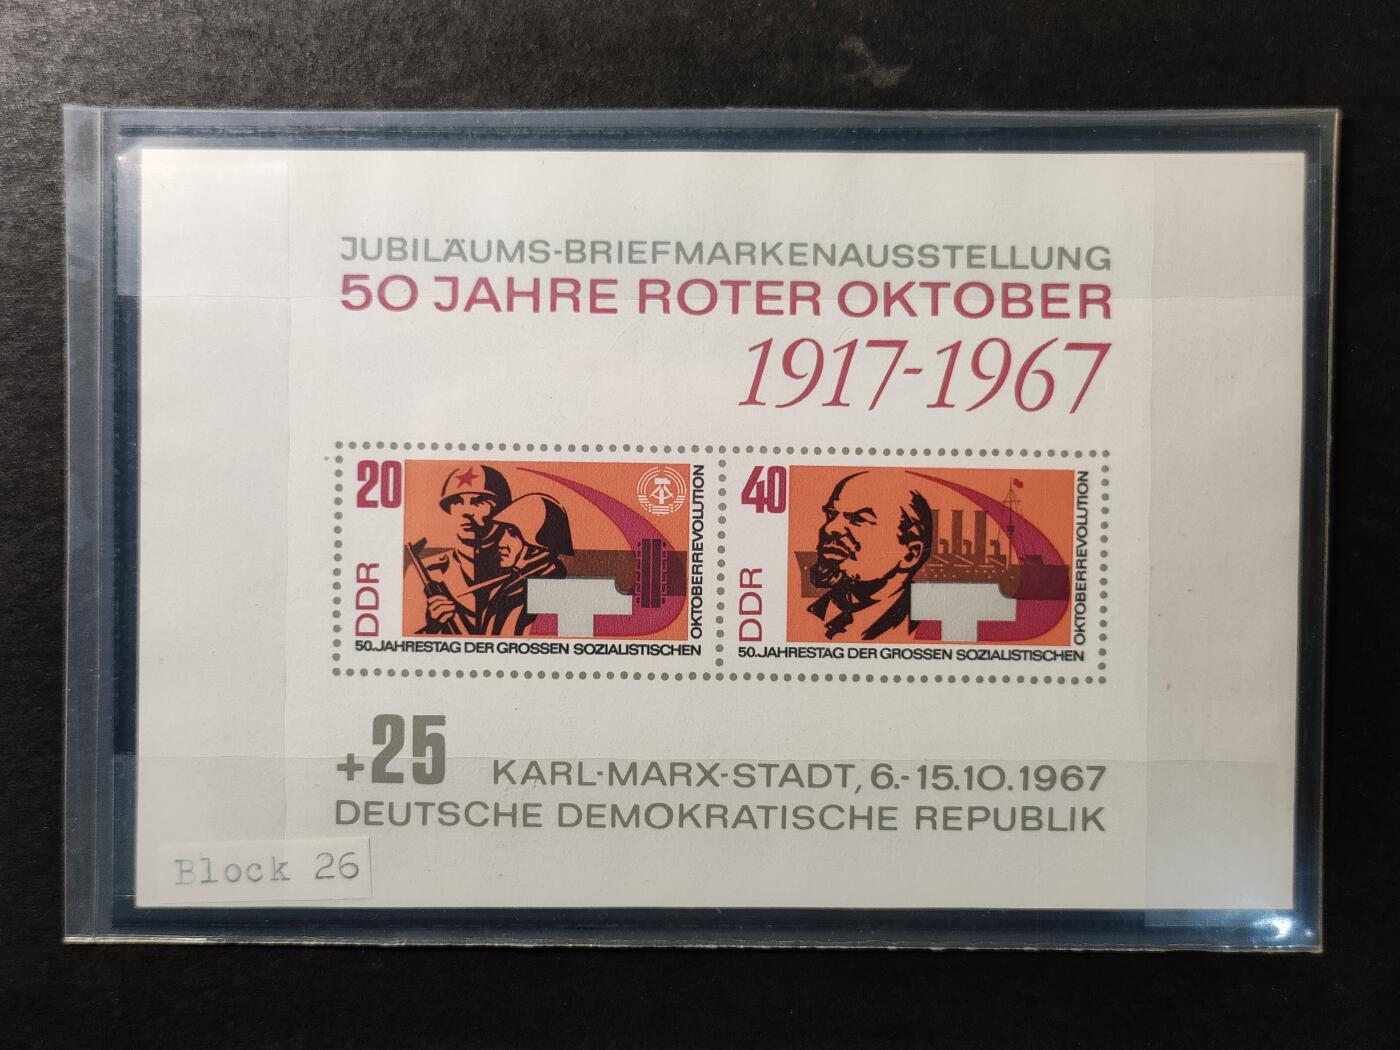 JUBILÄUMS-BRIEFMARKENAUSSTELLUNG
50 JAHRE ROTER OKTOBER
1917-1967
20
DDR
OKTOBERREVOLUTION
50.JAHRESTAG DER GROSSEN SOZIALISTISCHEN
40
DDR
OKTOBERREVOLUTION
50.JAHRESTAG DER GROSSEN SOZIALISTISCHEN
+25 KARL-MARX-STADT, 6.-15.10.1967
DEUTSCHE DEMOKRATISCHE REPUBLIK
Block 26